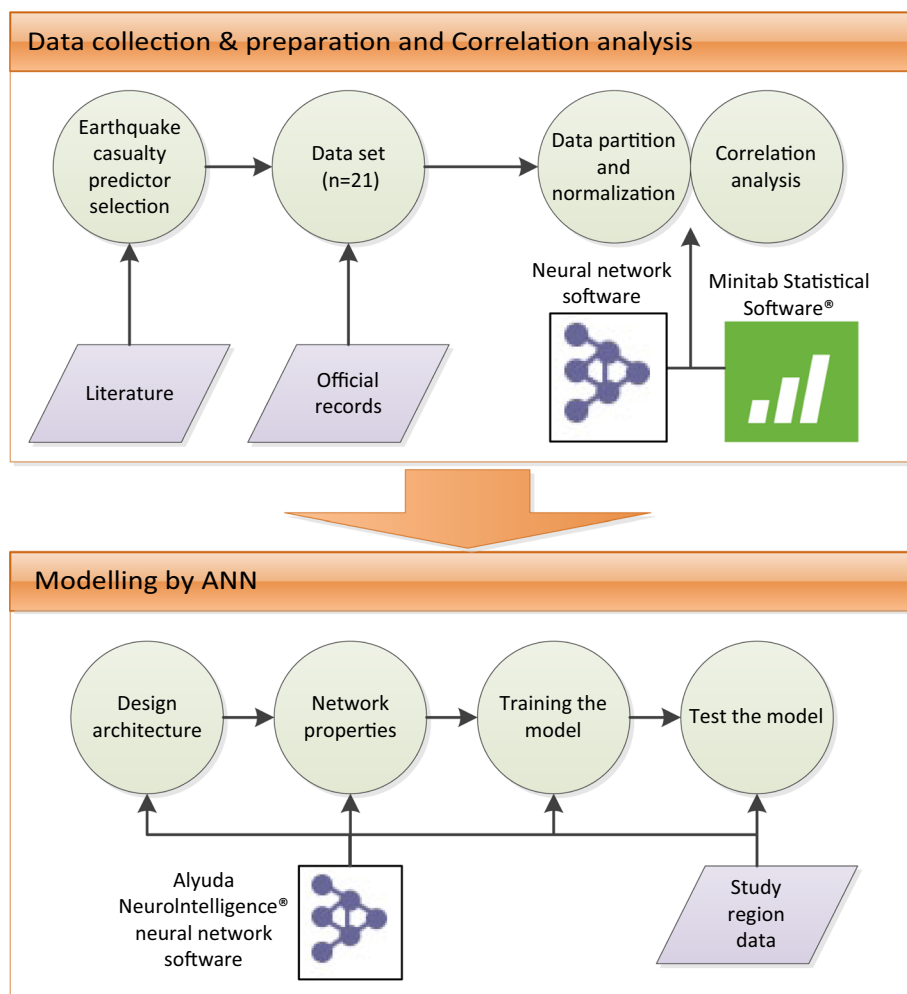 Data collection & preparation and Correlation analysis
Earthquake
casualty
predictor
selection
Data set
(n=21)
Data partition
and
normalization
Correlation
analysis
Neural network
software
Minitab Statistical
Software®
Literature
Official
records
Modelling by ANN
Design
architecture
Network
properties
Training the
model
Test the model
Alyuda
NeuroIntelligence®
neural network
software
Study
region
data